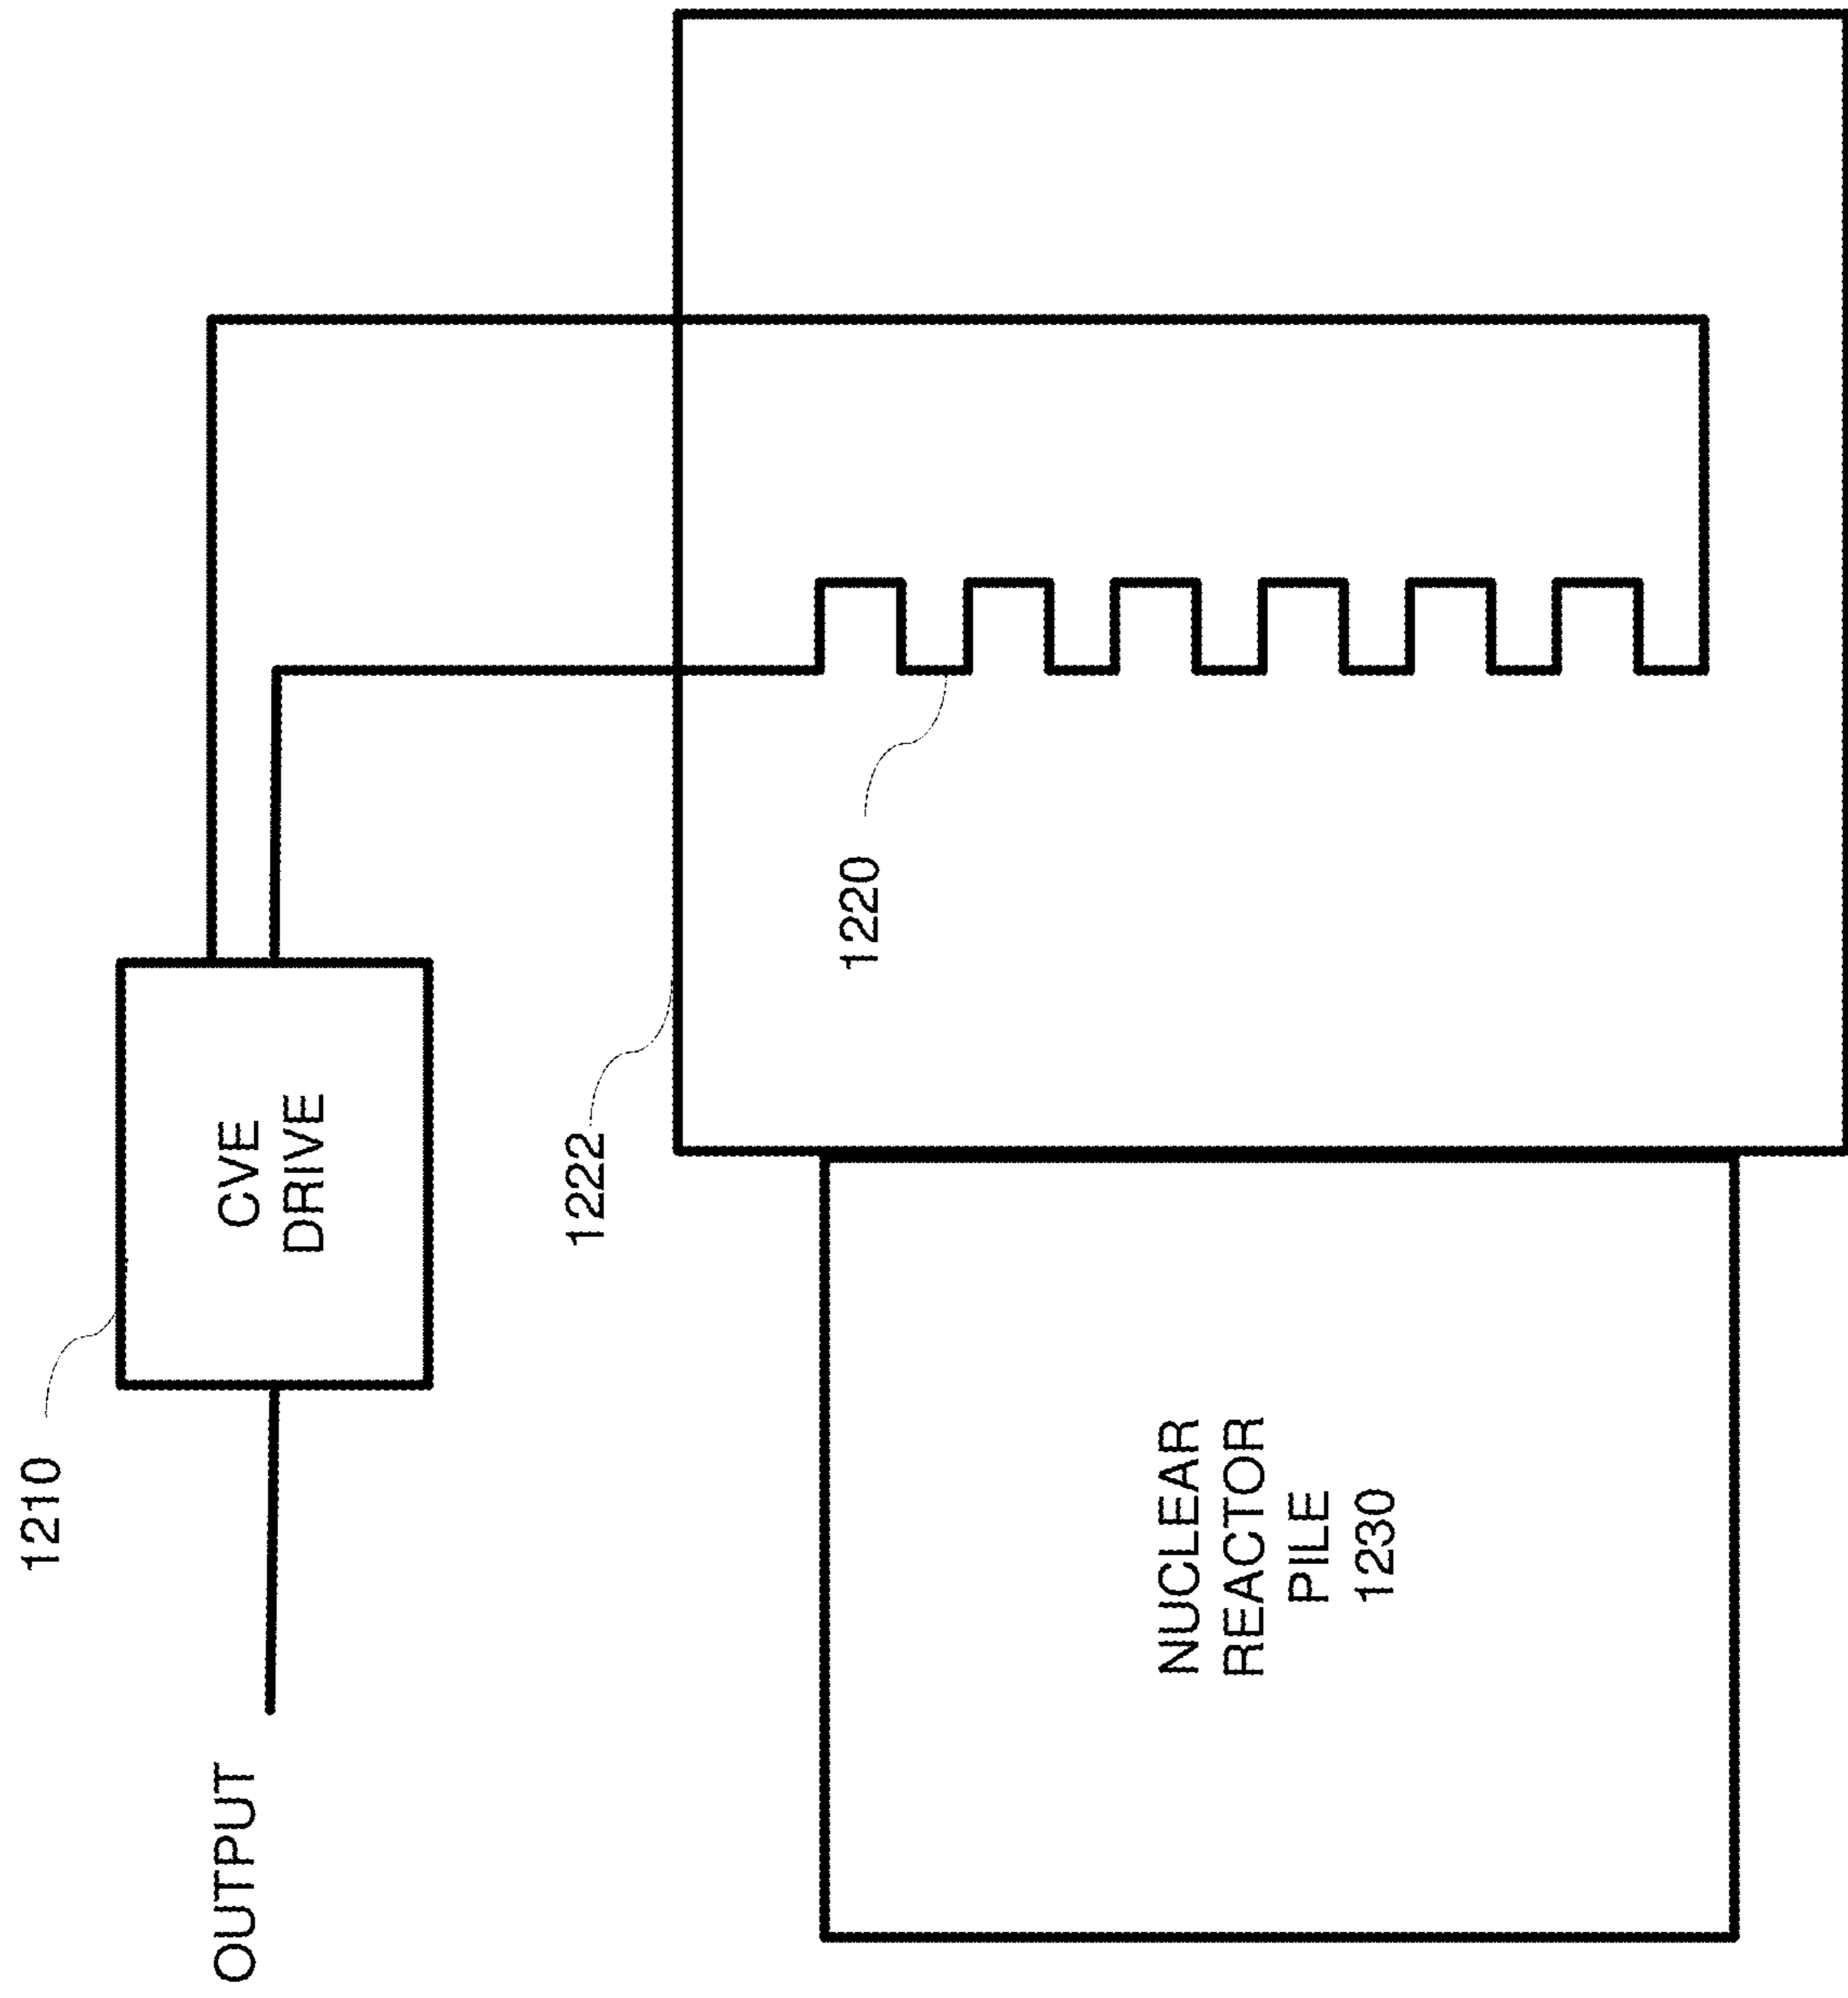 OUTPUT
1210
CVE
DRIVE
1222
1220
NUCLEAR
REACTOR
PILE
1230